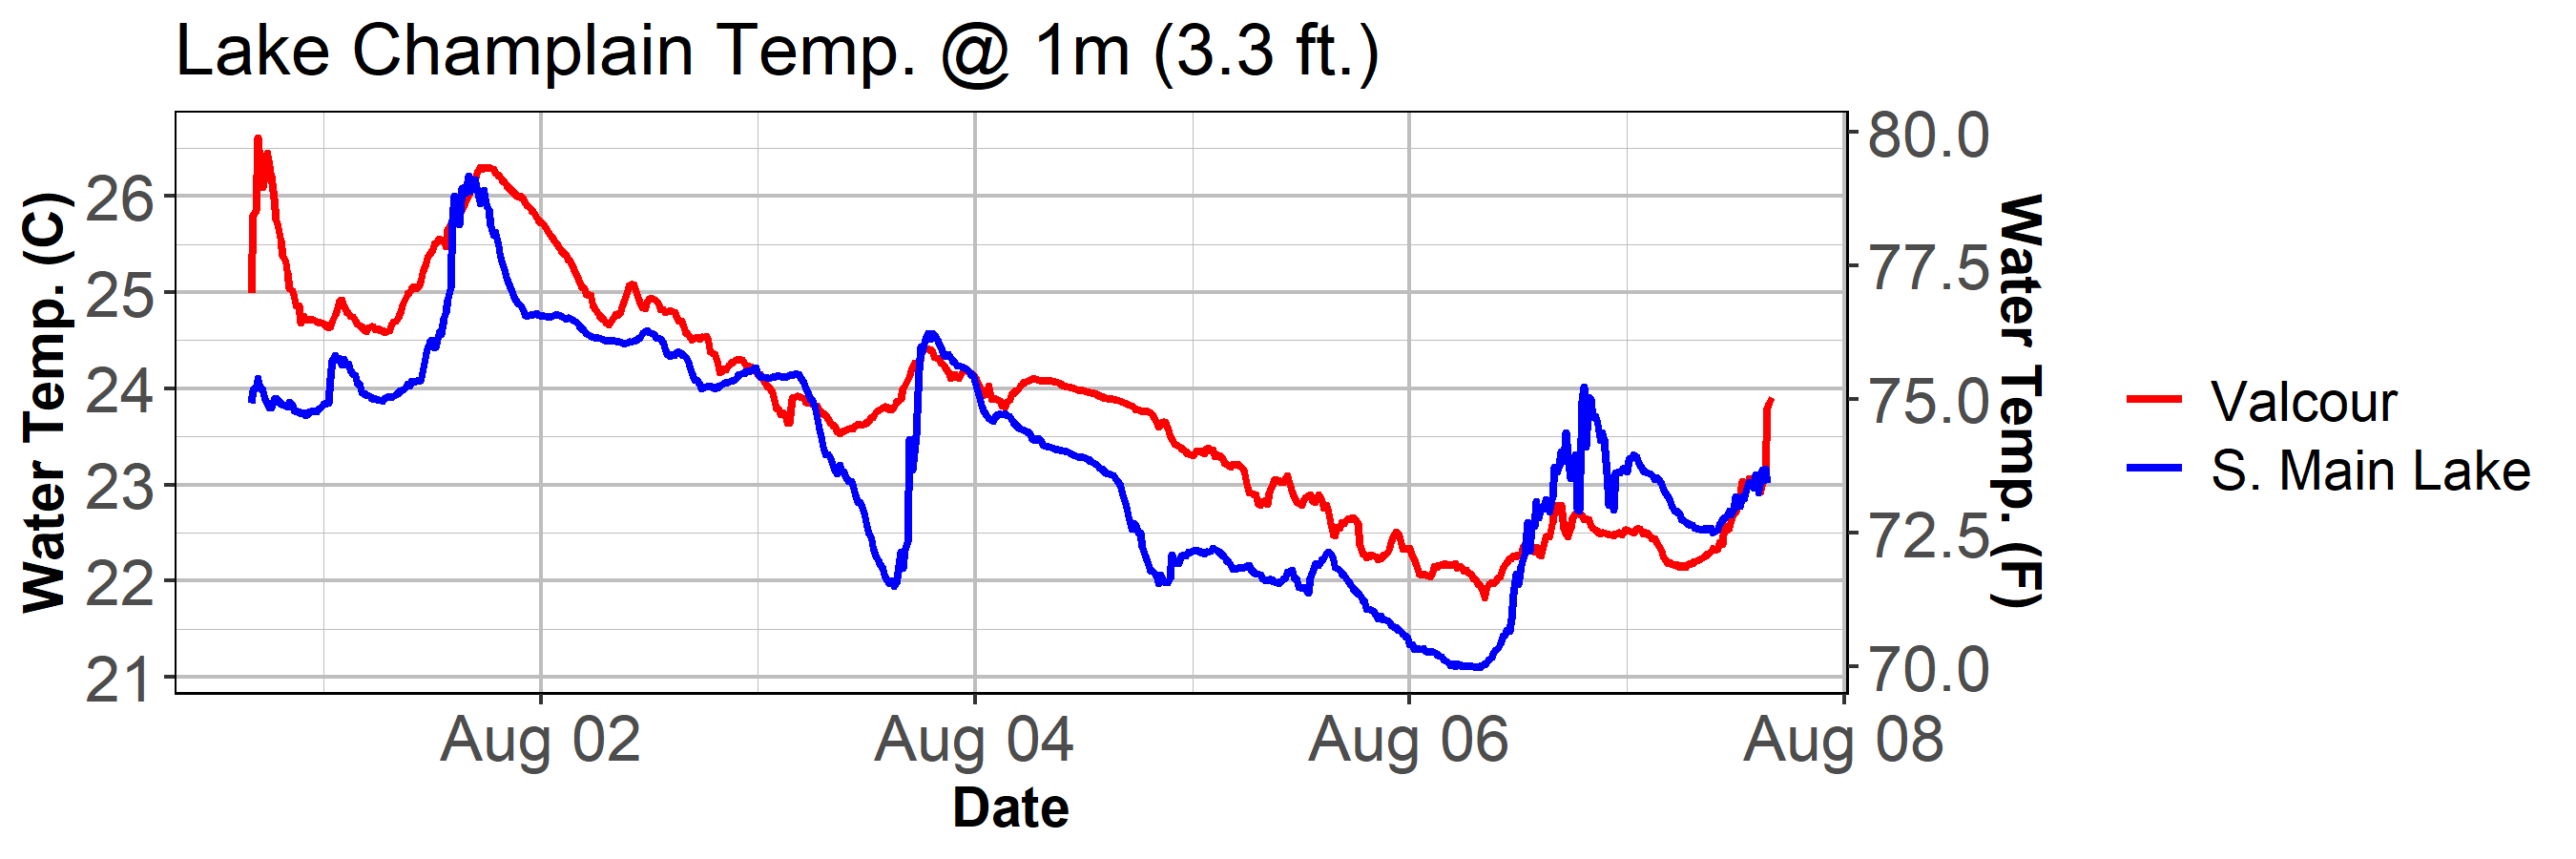 Lake Champlain Temp. @ 1m (3.3 ft.)
Water Temp. (C)
26
25
24
23
22
21
80.0
77.5
75.0
72.5
70.0
Water Temp. (F)
Aug 02
Aug 04
Aug 06
Aug 08
Date
Valcour
S. Main Lake